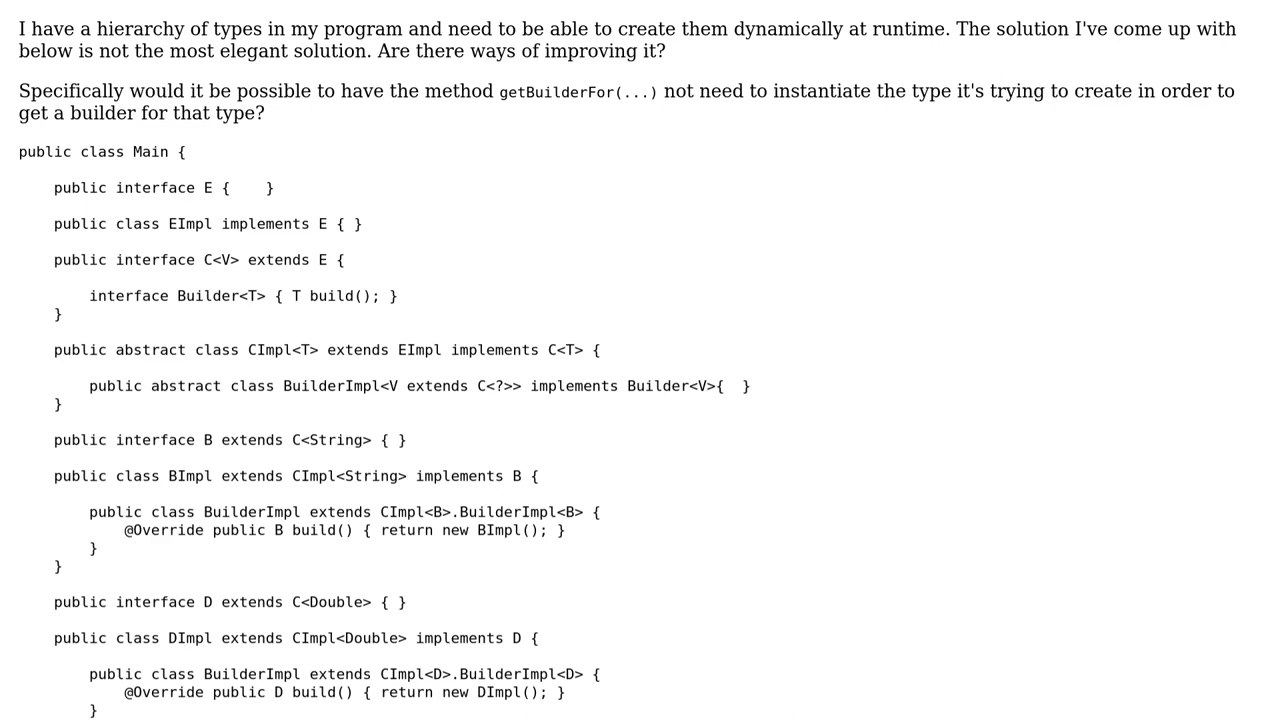 I have a hierarchy of types in my program and need to be able to create them dynamically at runtime. The solution I've come up with
below is not the most elegant solution. Are there ways of improving it?
Specifically would it be possible to have the method getBuilderFor(...) not need to instantiate the type it's trying to create in order to
get a builder for that type?
public class Main {
    public interface E {    }
    public class EImpl implements E { }
    public interface C<V> extends E {
        interface Builder<T> { T build(); }
    }
    public abstract class CImpl<T> extends EImpl implements C<T> {
        public abstract class BuilderImpl<V extends C<?>> implements Builder<V>{  }
    }
    public interface B extends C<String> { }
    public class BImpl extends CImpl<String> implements B {
        public class BuilderImpl extends CImpl<B>.BuilderImpl<B> {
            @Override public B build() { return new BImpl(); }
        }
    }
    public interface D extends C<Double> { }
    public class DImpl extends CImpl<Double> implements D {
        public class BuilderImpl extends CImpl<D>.BuilderImpl<D> {
            @Override public D build() { return new DImpl(); }
        }